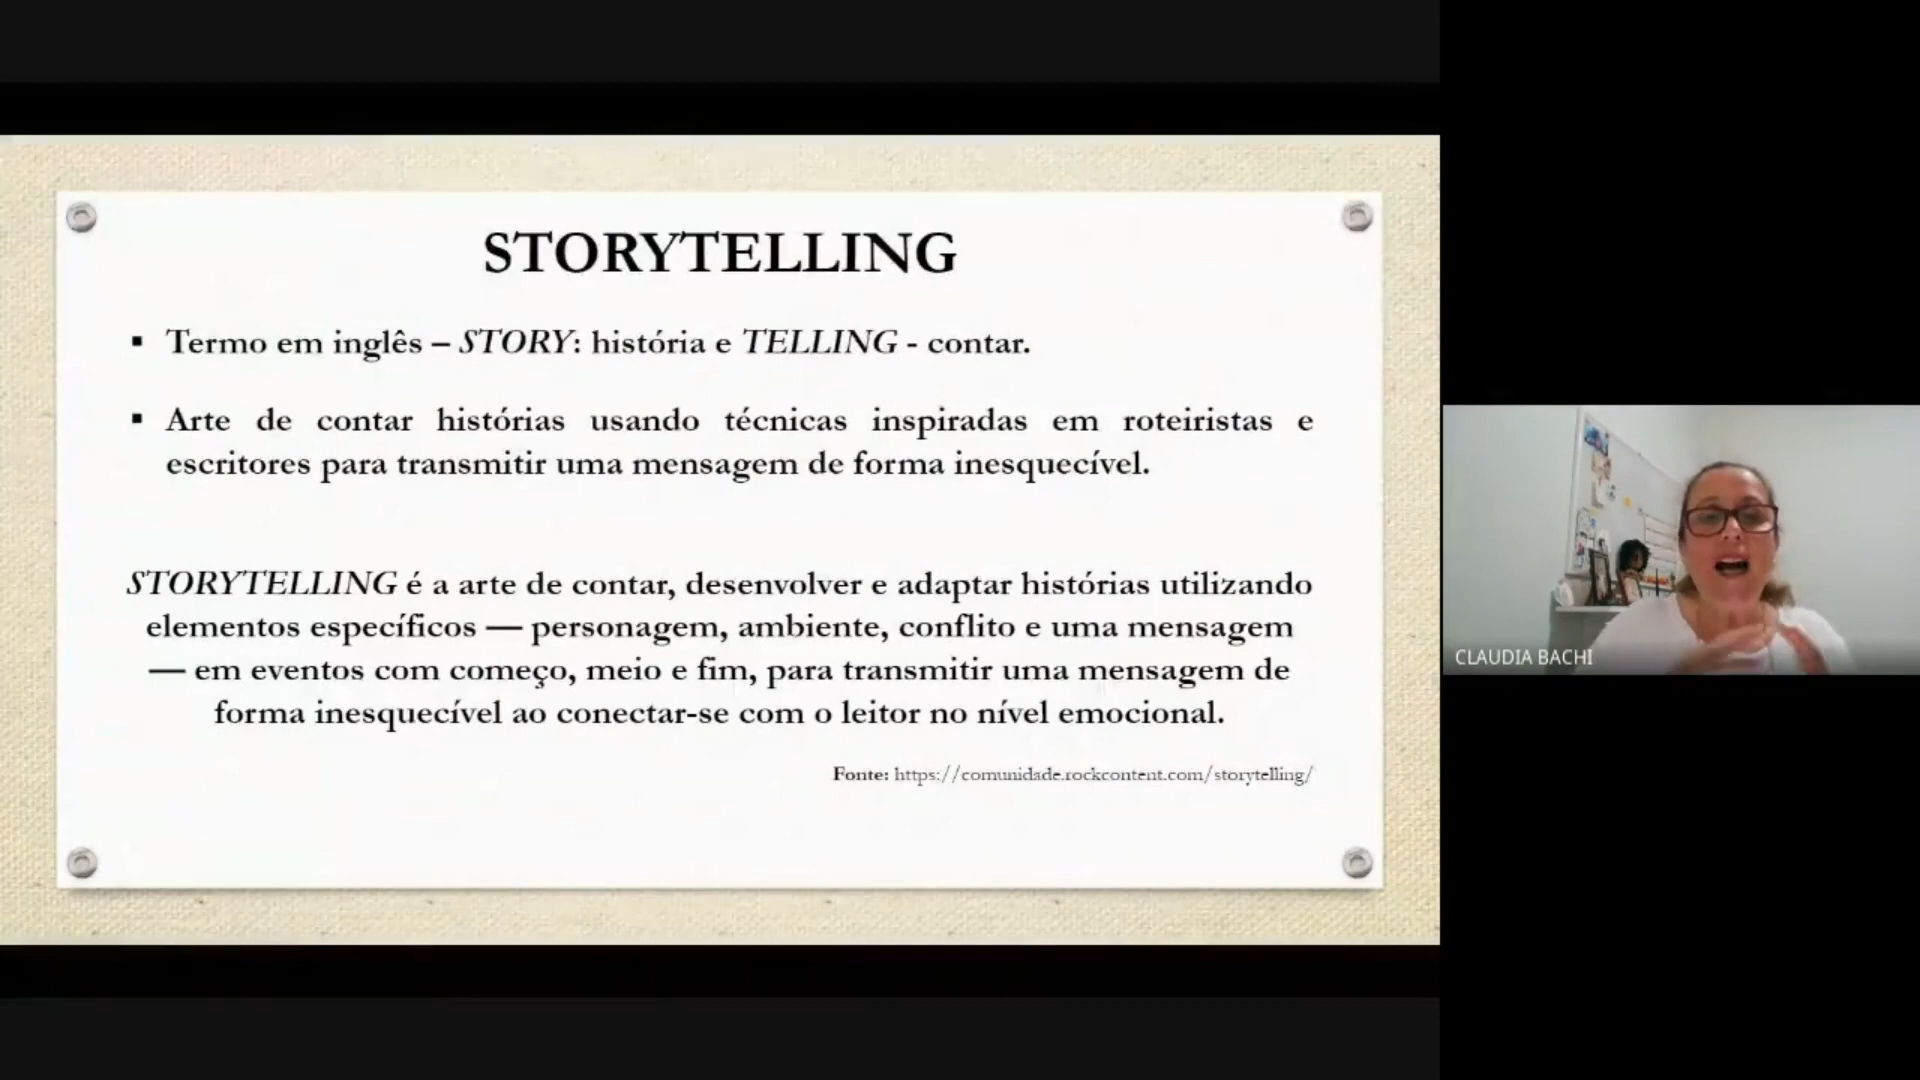 STORYTELLING
▪ Termo em inglês – STORY: história e TELLING - contar.
▪ Arte de contar histórias usando técnicas inspiradas em roteiristas e
escritores para transmitir uma mensagem de forma inesquecível.
STORYTELLING é a arte de contar, desenvolver e adaptar histórias utilizando
elementos específicos — personagem, ambiente, conflito e uma mensagem
— em eventos com começo, meio e fim, para transmitir uma mensagem de
forma inesquecível ao conectar-se com o leitor no nível emocional.
Fonte: https://comunidade.rockcontent.com/storytelling/
CLAUDIA BACHI